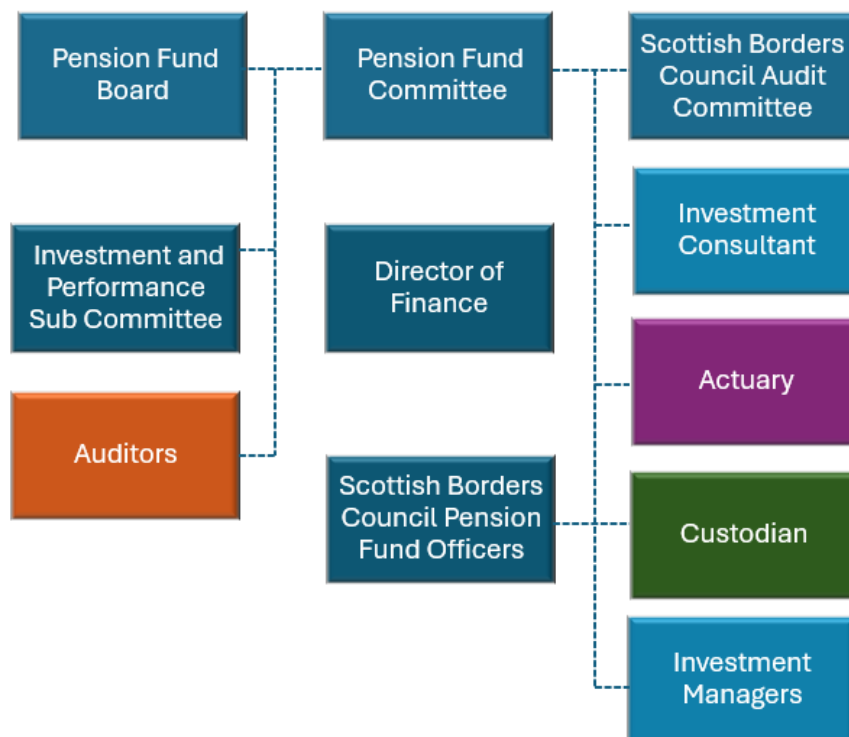 Pension Fund
Board
Pension Fund
Committee
Scottish Borders
Council Audit
Committee
Investment and
Performance
Sub Committee
Director of
Finance
Investment
Consultant
Auditors
Scottish Borders
Council Pension
Fund Officers
Actuary
Custodian
Investment
Managers